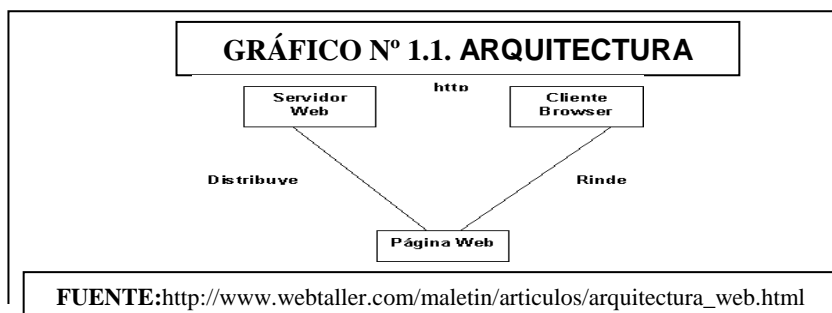 GRÁFICO Nº 1.1. ARQUITECTURA
http
Servidor
Web
Cliente
Browser
Distribuye
Rinde
Página Web
FUENTE:http://www.webtaller.com/maletin/articulos/arquitectura_web.html